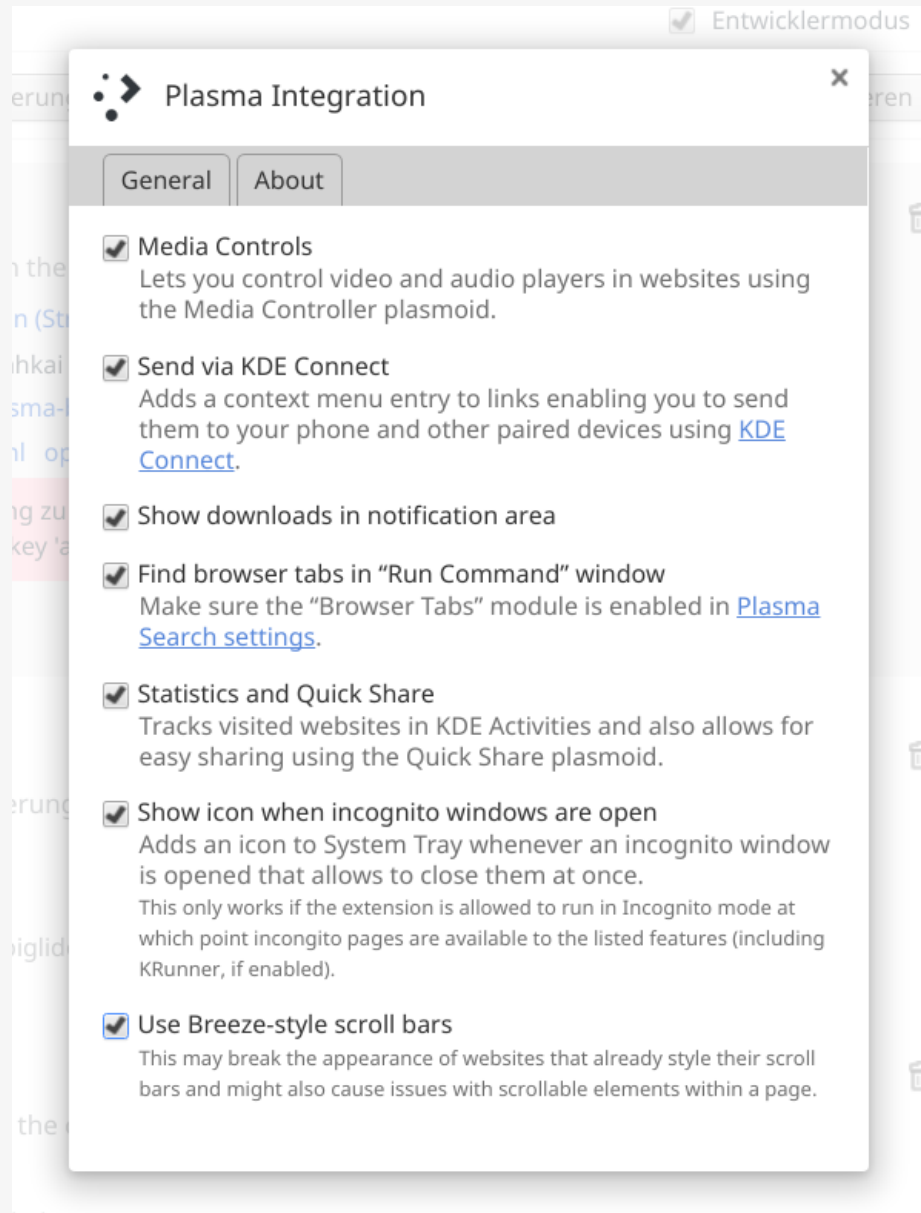 Entwicklermodus
Plasma Integration
General
About
Media Controls
Lets you control video and audio players in websites using
the Media Controller plasmoid.
Send via KDE Connect
Adds a context menu entry to links enabling you to send
them to your phone and other paired devices using KDE
Connect.
Show downloads in notification area
Find browser tabs in “Run Command” window
Make sure the “Browser Tabs” module is enabled in Plasma
Search settings.
Statistics and Quick Share
Tracks visited websites in KDE Activities and also allows for
easy sharing using the Quick Share plasmoid.
Show icon when incognito windows are open
Adds an icon to System Tray whenever an incognito window
is opened that allows to close them at once.
This only works if the extension is allowed to run in Incognito mode at
which point incongito pages are available to the listed features (including
KRunner, if enabled).
Use Breeze-style scroll bars
This may break the appearance of websites that already style their scroll
bars and might also cause issues with scrollable elements within a page.
the